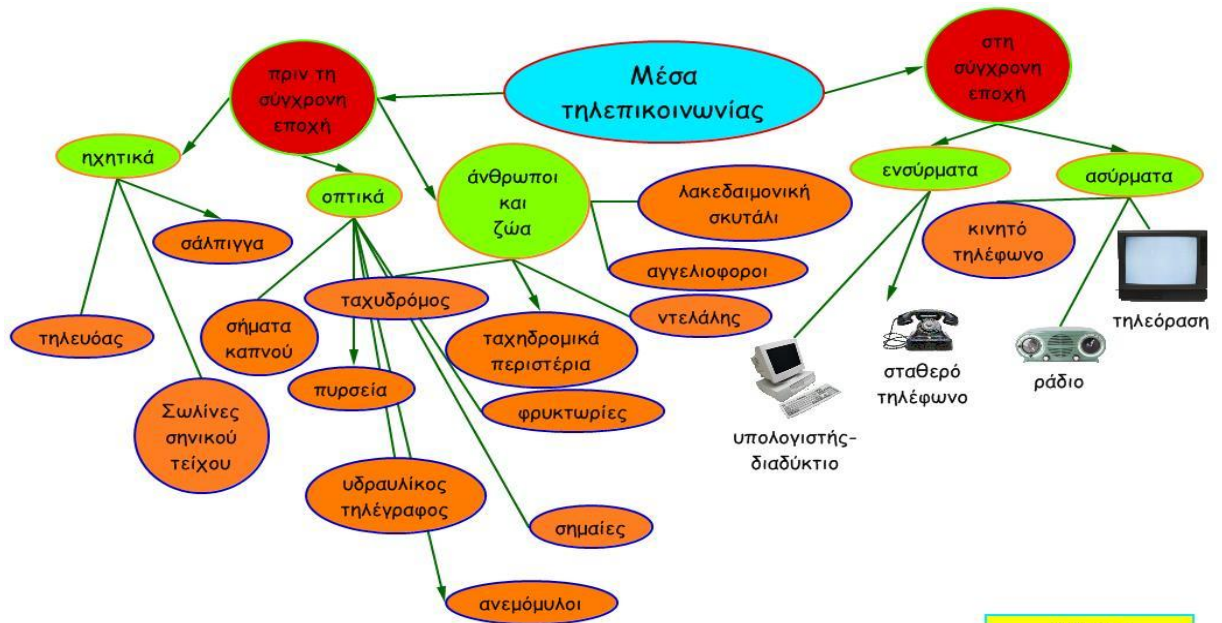 Μέσα
τηλεπικοινωνίας
πριν τη
σύγχρονη
εποχή
στη
σύγχρονη
εποχή
ηχητικά
οπτικά
άνθρωποι
και
ζώα
ενσύρματα
ασύρματα
σάλπιγγα
τηλευόας
Σωλίνες
σηνικού
τείχου
σήματα
καπνού
πυρσεία
ταχυδρόμος
υδραυλίκος
τηλέγραφος
ανεμόμυλοι
σημαίες
φρυκτωρίες
ταχηδρομικά
περιστέρια
λακεδαιμονική
σκυτάλι
αγγελιοφοροι
ντελάλης
υπολογιστής-
διαδύκτιο
σταθερό
τηλέφωνο
κινητό
τηλέφωνο
ράδιο
τηλεόραση